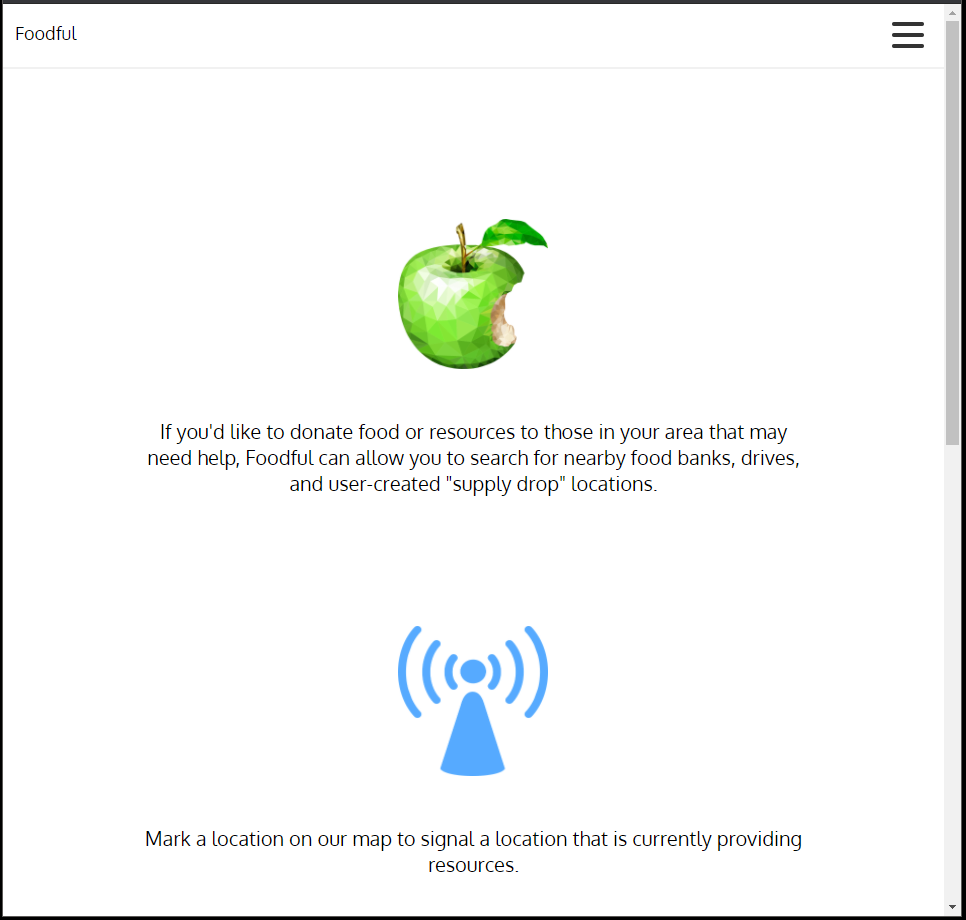 Foodful
If you'd like to donate food or resources to those in your area that may
need help, Foodful can allow you to search for nearby food banks, drives,
and user-created "supply drop" locations.
Mark a location on our map to signal a location that is currently providing
resources.